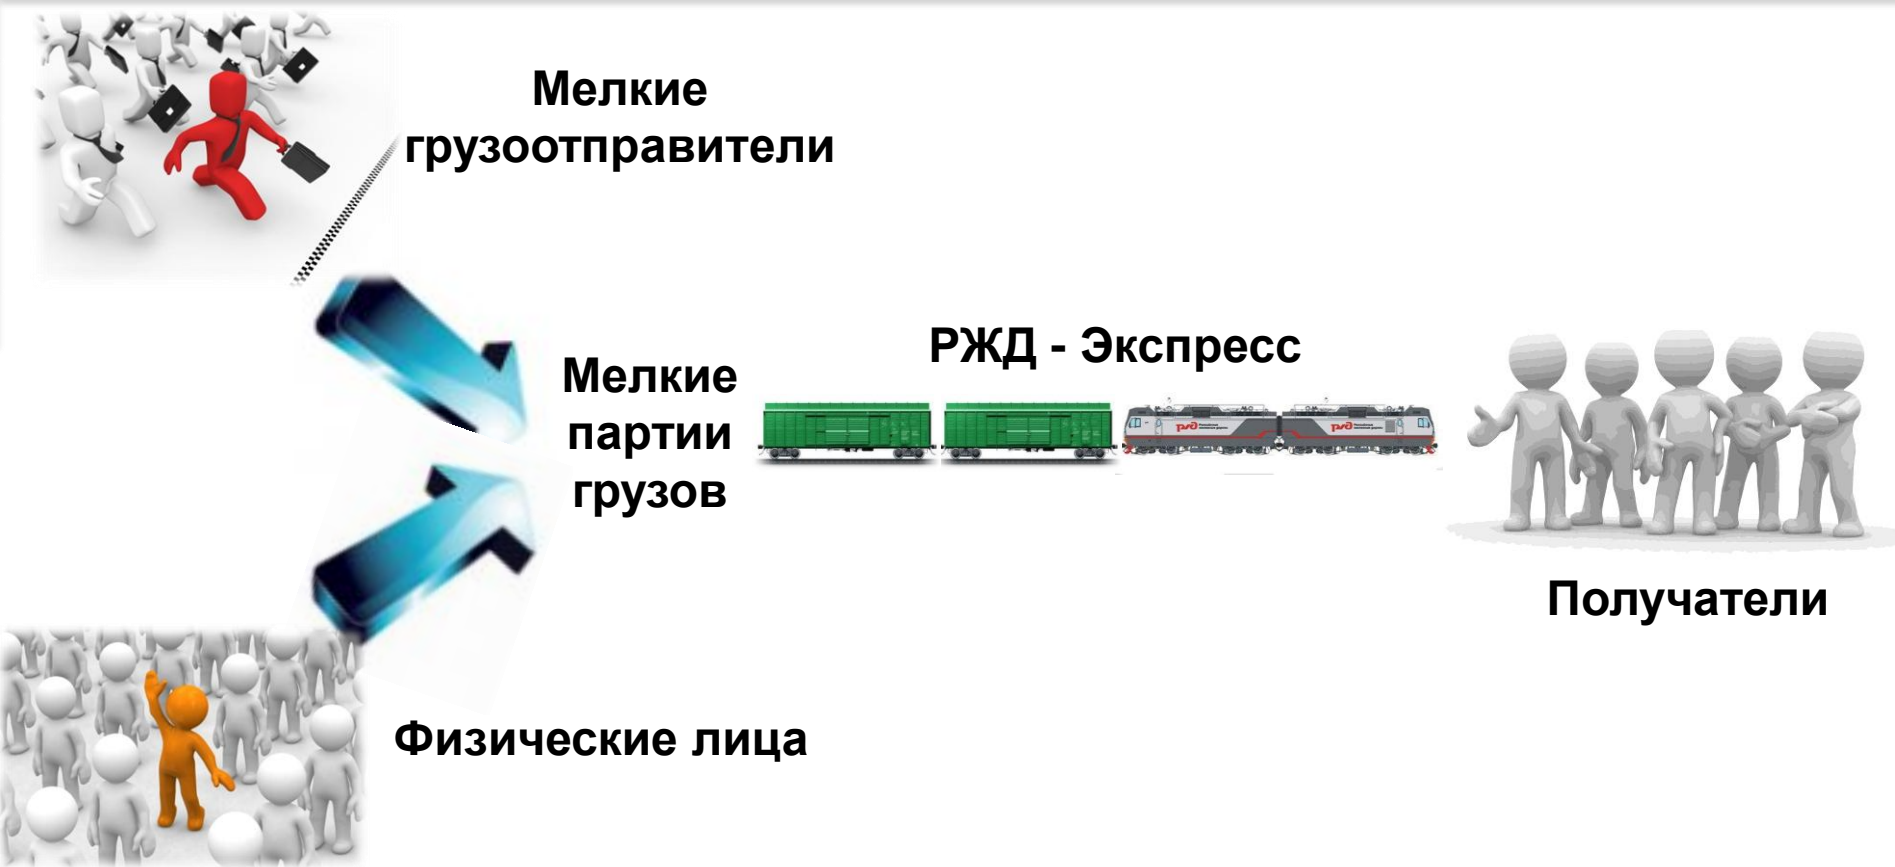 Мелкие
грузоотправители
РЖД - Экспресс
Мелкие
партии
грузов
Получатели
Физические лица